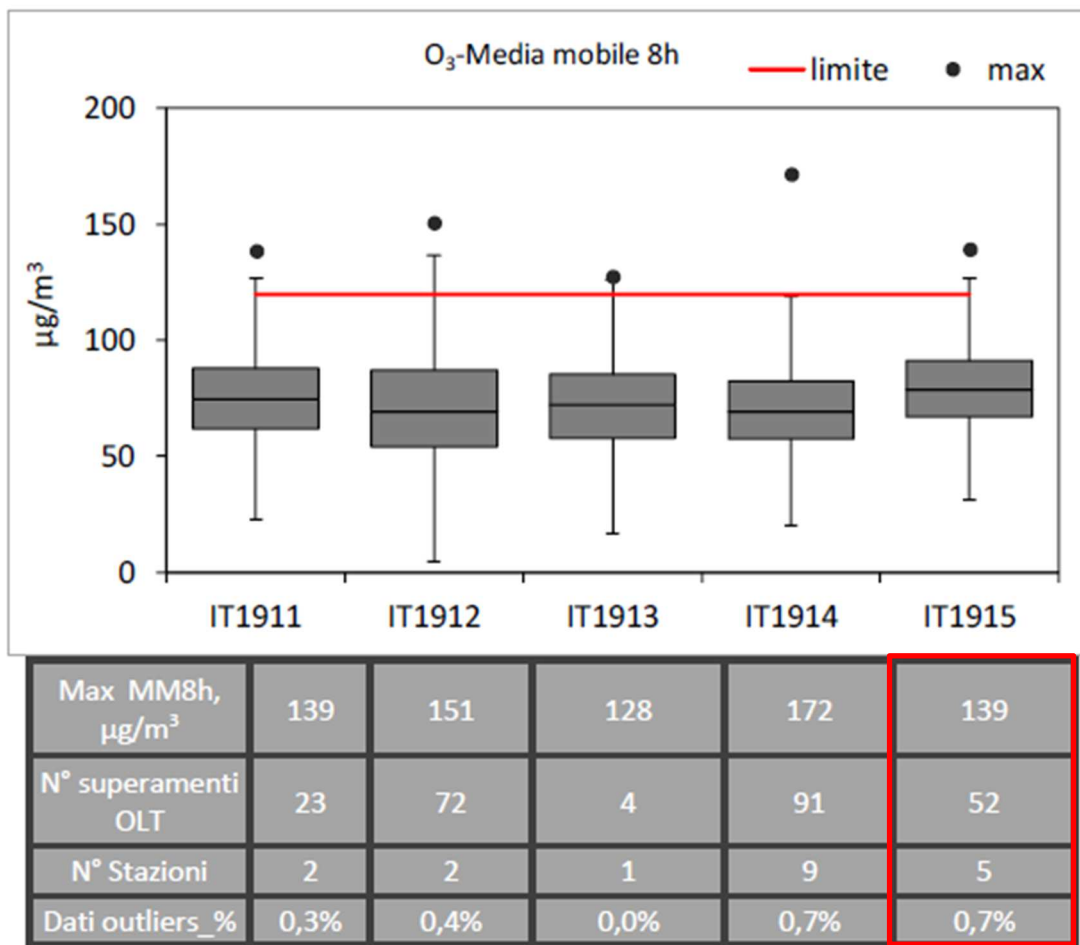 O₃-Media mobile 8h
limite
max
200
150
100
50
0
µg/m³
IT1911 IT1912 IT1913 IT1914 IT1915
Max MM8h, µg/m³ 139 151 128 172 139
N° superamenti OLT 23 72 4 91 52
N° Stazioni 2 2 1 9 5
Dati outliers_% 0,3% 0,4% 0,0% 0,7% 0,7%